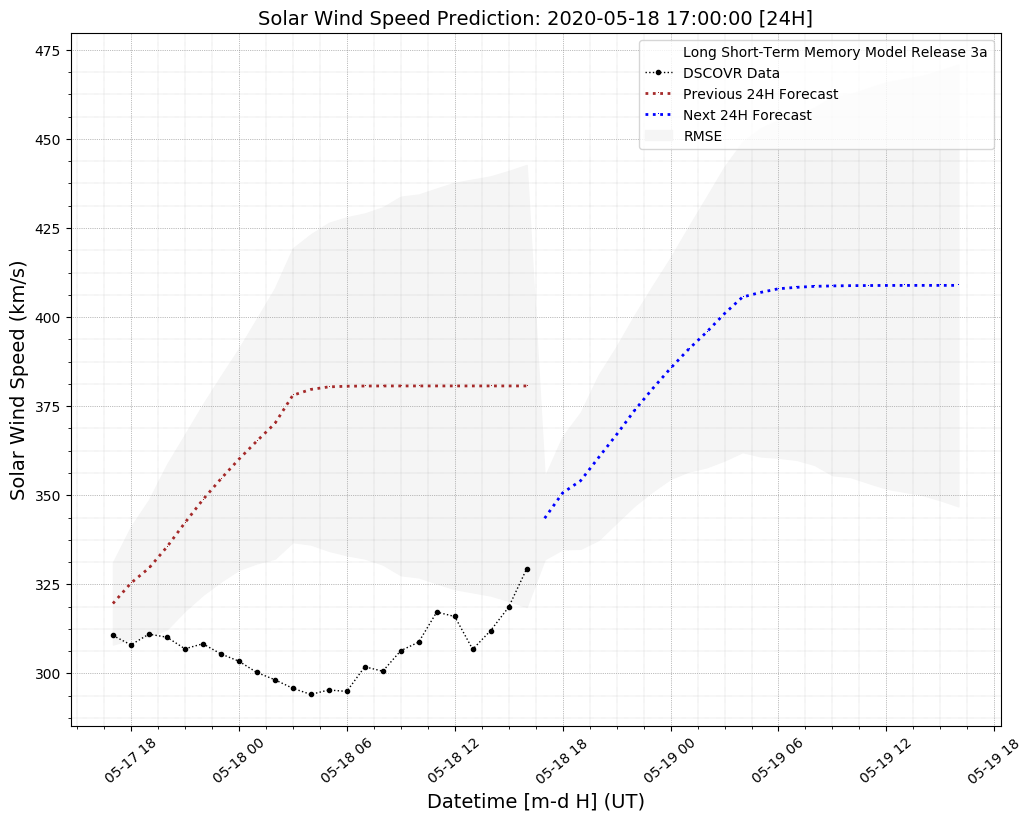 Solar Wind Speed Prediction: 2020-05-18 17:00:00 [24H]
Long Short-Term Memory Model Release 3a
DSCOVR Data
Previous 24H Forecast
Next 24H Forecast
RMSE
Solar Wind Speed (km/s)
475
450
425
400
375
350
325
300
05-17 18
05-18 00
05-18 06
05-18 12
05-18 18
05-19 00
05-19 06
05-19 12
05-19 18
Datetime [m-d H] (UT)